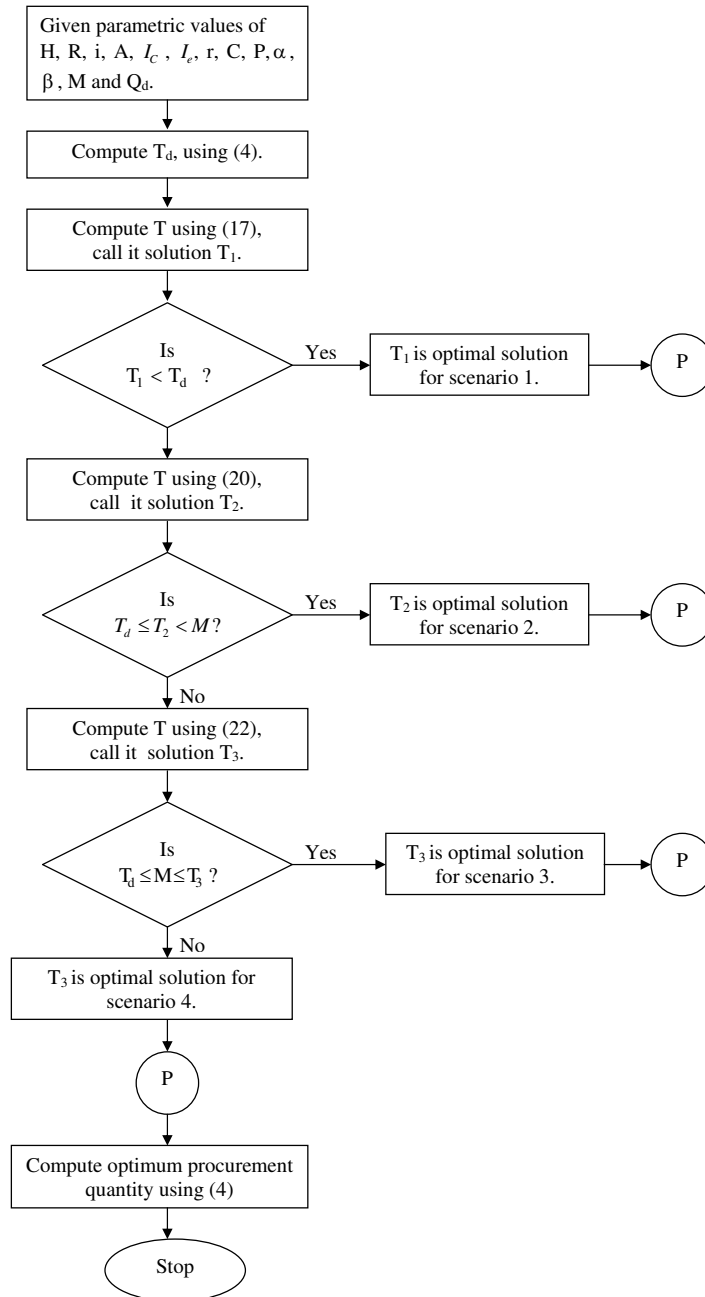 Given parametric values of
H, R, i, A, I_C , I_e, r, C, P, α ,
β , M and Q_d.
Compute T_d, using (4).
Compute T using (17),
call it solution T_1.
Is
T_1 < T_d ?
Yes
T_1 is optimal solution
for scenario 1.
P
Compute T using (20),
call it solution T_2.
Is
T_d ≤ T_2 < M ?
Yes
T_2 is optimal solution
for scenario 2.
P
No
Compute T using (22),
call it solution T_3.
Is
T_d ≤ M ≤ T_3 ?
Yes
T_3 is optimal solution
for scenario 3.
P
No
T_3 is optimal solution for
scenario 4.
P
Compute optimum procurement
quantity using (4)
Stop